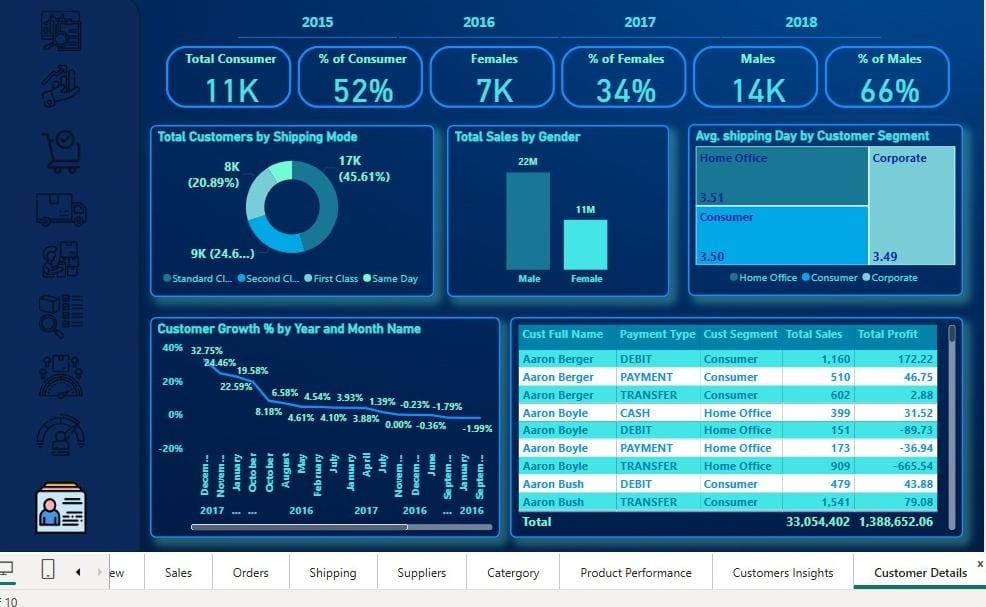 2015 2016 2017 2018
Total Consumer % of Consumer Females % of Females Males % of Males
11K 52% 7K 34% 14K 66%
Total Customers by Shipping Mode
8K
(20.89%)
17K
(45.61%)
9K (24.6...)
Standard Cl... Second Cl... First Class Same Day
Total Sales by Gender
22M
11M
Male Female
Avg. shipping Day by Customer Segment
Home Office
3.51
Consumer
3.50
Corporate
3.49
Home Office Consumer Corporate
Customer Growth % by Year and Month Name
40%
20%
0%
-20%
32.75%
24.46%
22.59%
19.58%
8.18%
6.58%
4.61%
4.54%
4.10%
3.93%
3.88%
1.39%
0.00%
-0.23%
-0.36%
-1.79%
-1.99%
Decem...
Novem...
January
October
October
August
May
February
July
January
April
July
Novem...
Decem...
June
Septem...
January
Septem...
2017 ... ... 2016 2017 2016 ... 2016
Cust Full Name Payment Type Cust Segment Total Sales Total Profit
Aaron Berger DEBIT Consumer 1,160 172.22
Aaron Berger PAYMENT Consumer 510 46.75
Aaron Berger TRANSFER Consumer 602 2.88
Aaron Boyle CASH Home Office 399 31.52
Aaron Boyle DEBIT Home Office 151 -89.73
Aaron Boyle PAYMENT Home Office 173 -36.94
Aaron Boyle TRANSFER Home Office 909 -665.54
Aaron Bush DEBIT Consumer 479 43.88
Aaron Bush TRANSFER Consumer 1,541 79.08
Total 33,054,402 1,388,652.06
ew Sales Orders Shipping Suppliers Catergory Product Performance Customers Insights Customer Details x
10